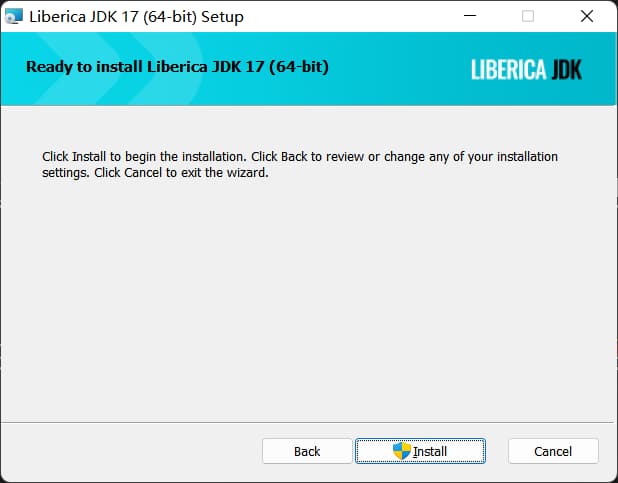 Liberica JDK 17 (64-bit) Setup
Ready to install Liberica JDK 17 (64-bit)
LIBERICA JDK
Click Install to begin the installation. Click Back to review or change any of your installation
settings. Click Cancel to exit the wizard.
Back
Install
Cancel